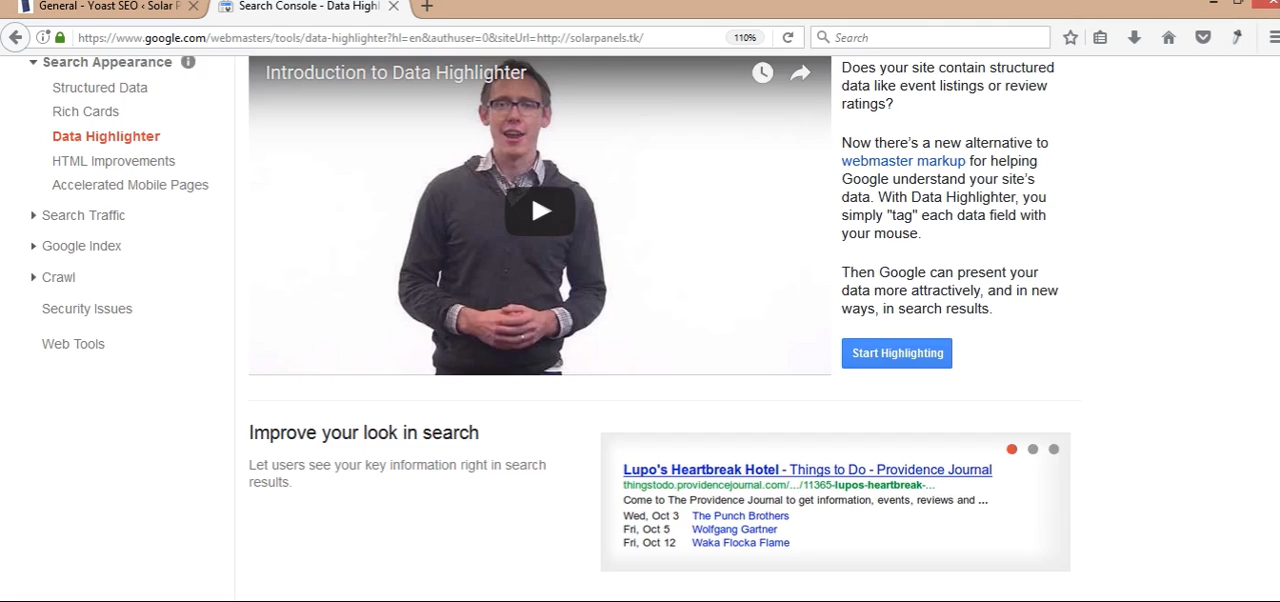 General - Yoast SEO ‹ Solar P
Search Console - Data Highl
https://www.google.com/webmasters/tools/data-highlighter?hl=en&authuser=0&siteUrl=http://solarpanels.tk/
110%
Search
Search Appearance
Structured Data
Rich Cards
Data Highlighter
HTML Improvements
Accelerated Mobile Pages
Search Traffic
Google Index
Crawl
Security Issues
Web Tools
Introduction to Data Highlighter
Does your site contain structured
data like event listings or review
ratings?
Now there's a new alternative to
webmaster markup for helping
Google understand your site's
data. With Data Highlighter, you
simply "tag" each data field with
your mouse.
Then Google can present your
data more attractively, and in new
ways, in search results.
Start Highlighting
Improve your look in search
Let users see your key information right in search
results.
Lupo's Heartbreak Hotel - Things to Do - Providence Journal
thingstodo.providencejournal.com/.../11365-lupos-heartbreak-...
Come to The Providence Journal to get information, events, reviews and ...
Wed, Oct 3 The Punch Brothers
Fri, Oct 5 Wolfgang Gartner
Fri, Oct 12 Waka Flocka Flame